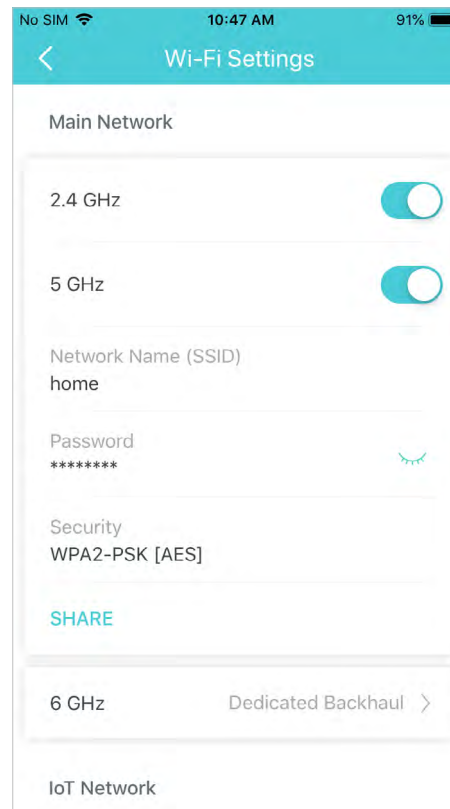 No SIM 10:47 AM 91%
Wi-Fi Settings
Main Network
2.4 GHz
5 GHz
Network Name (SSID)
home
Password
********
Security
WPA2-PSK [AES]
SHARE
6 GHz Dedicated Backhaul
IoT Network